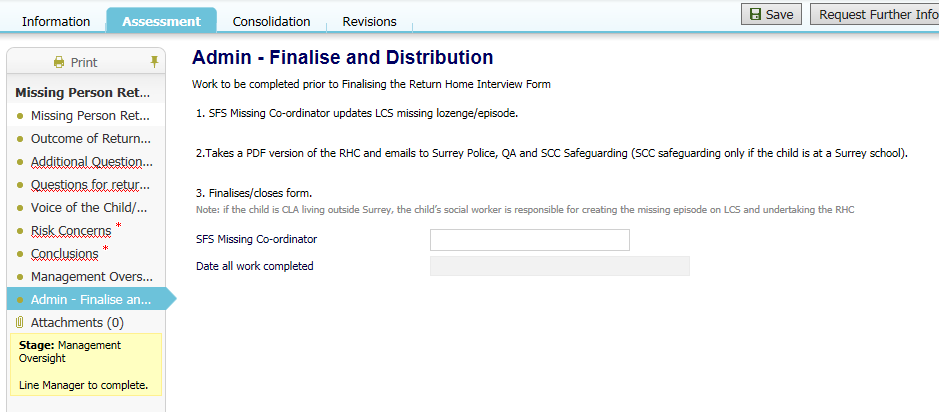 Information Assessment Consolidation Revisions
Save Request Further Info
Print
Missing Person Ret...
Missing Person Ret...
Outcome of Return...
Additional Question...
Questions for retur...
Voice of the Child/...
Risk Concerns *
Conclusions *
Management Overs...
Admin - Finalise an...
Attachments (0)
Stage: Management
Oversight
Line Manager to complete.
Admin - Finalise and Distribution
Work to be completed prior to Finalising the Return Home Interview Form
1. SFS Missing Co-ordinator updates LCS missing lozenge/episode.
2.Takes a PDF version of the RHC and emails to Surrey Police, QA and SCC Safeguarding (SCC safeguarding only if the child is at a Surrey school).
3. Finalises/closes form.
Note: if the child is CLA living outside Surrey, the child's social worker is responsible for creating the missing episode on LCS and undertaking the RHC
SFS Missing Co-ordinator
Date all work completed